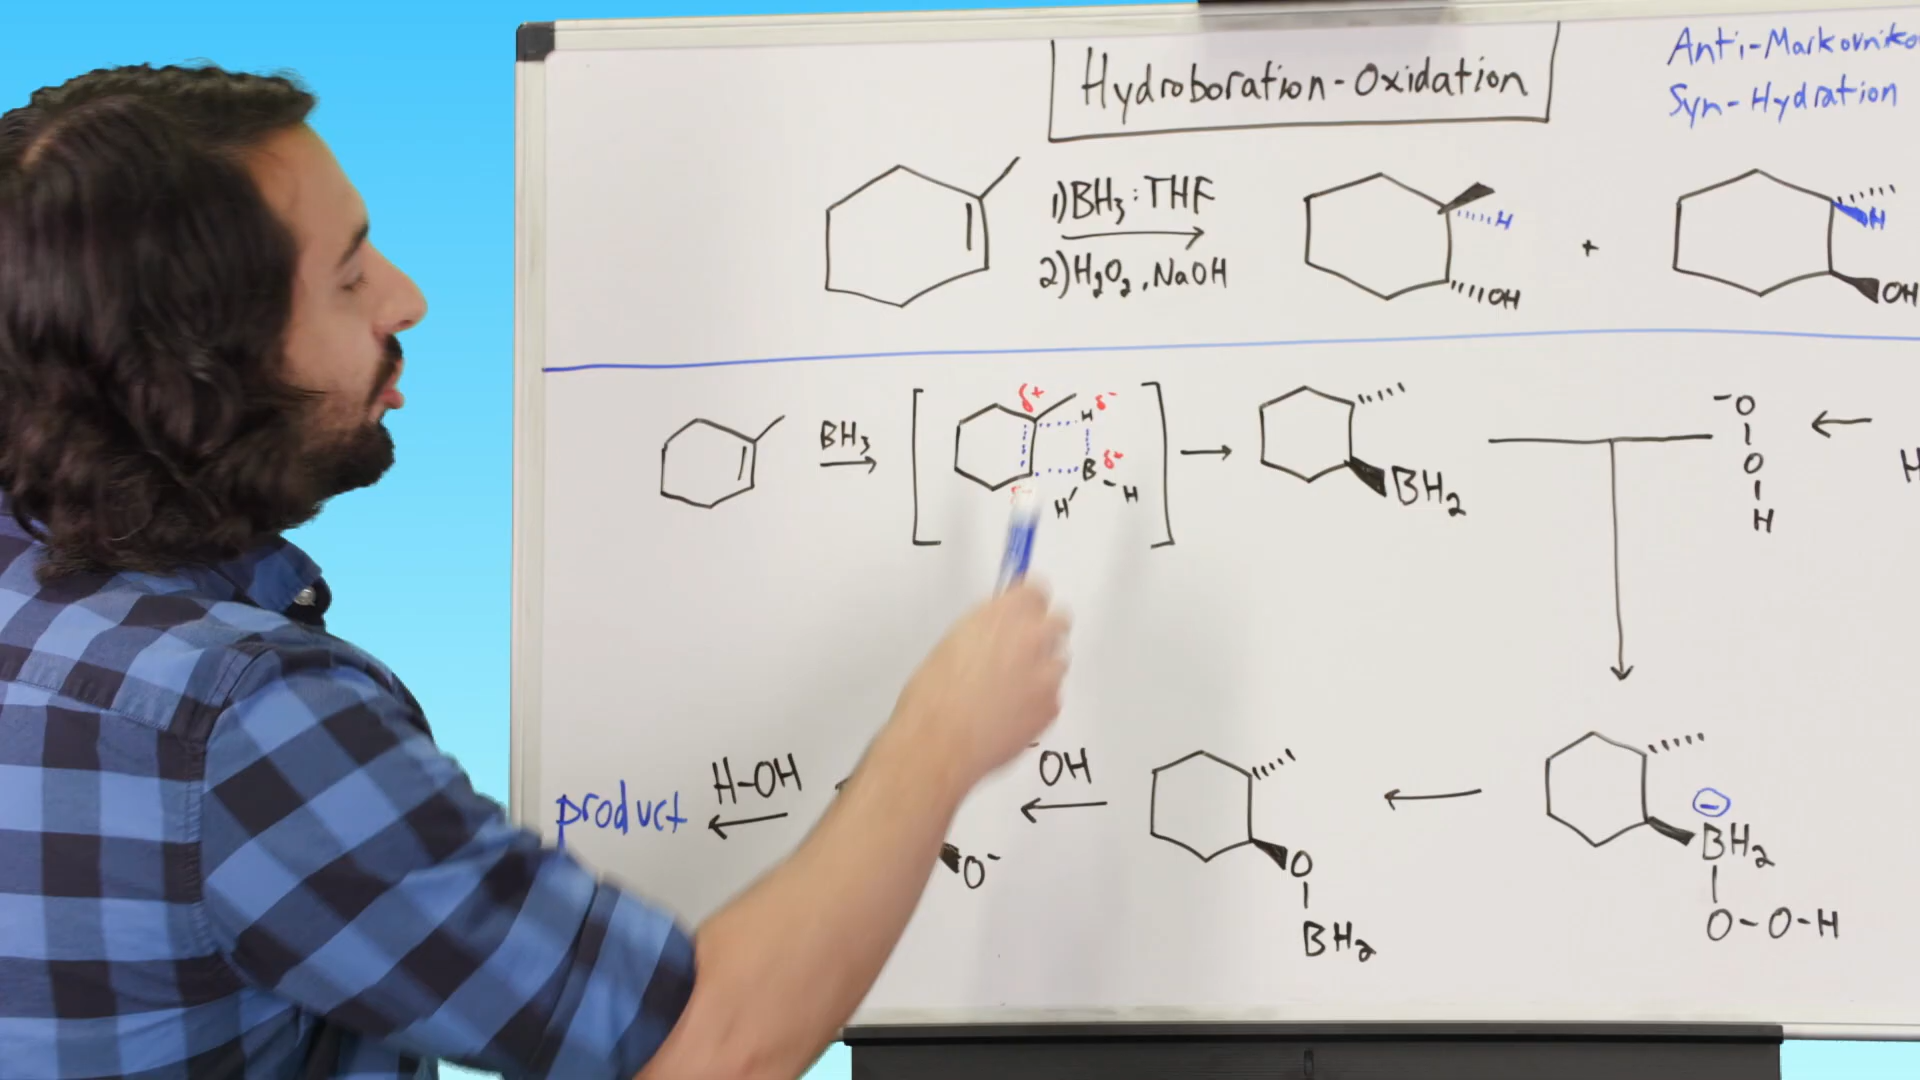 Hydroboration-Oxidation
Anti-Markovniko
Syn-Hydration
1) BH₃:THF
2) H₂O₂, NaOH
H
OH
+
H
OH
BH₃
δ+
H δ-
B δ+
H H
BH₂
-O
O
H
H
product
H-OH
O-
-OH
O
BH₂
⊖
BH₂
O-O-H